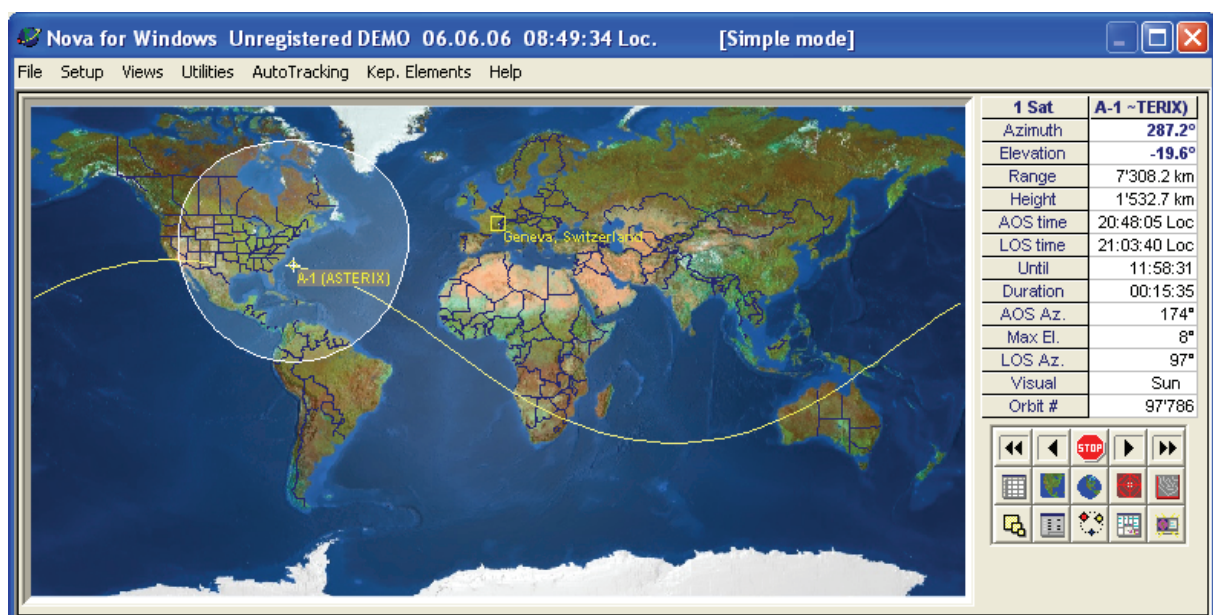 Nova for Windows Unregistered DEMO 06.06.06 08:49:34 Loc. [Simple mode]
File Setup Views Utilities AutoTracking Kep. Elements Help
Geneva, Switzerland
A-1 (ASTERIX)
1 Sat A-1 ~TERIX)
Azimuth 287.2°
Elevation -19.6°
Range 7'308.2 km
Height 1'532.7 km
AOS time 20:48:05 Loc
LOS time 21:03:40 Loc
Until 11:58:31
Duration 00:15:35
AOS Az. 174°
Max El. 8°
LOS Az. 97°
Visual Sun
Orbit # 97'786
STOP